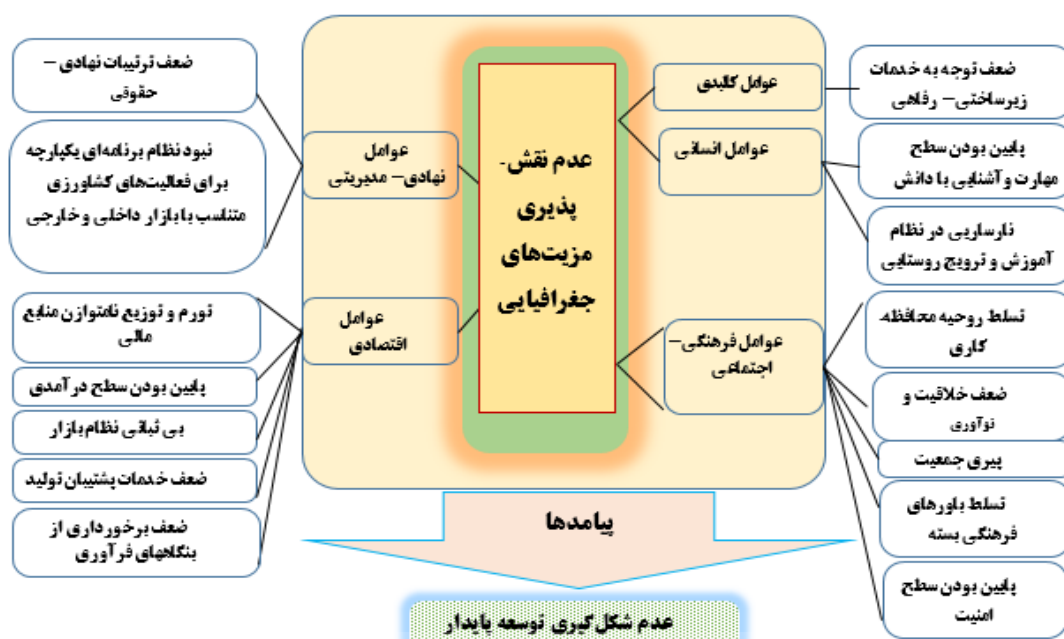 ضعف توجه به خدمات
زیرساختی– رفاهی
پایین بودن سطح
مهارت و آشنایی با دانش
نارسایی در نظام
آموزش و ترویج روستایی
تسلط روحیه محافظه-
کاری
ضعف خلاقیت و
نوآوری
پیری جمعیت
تسلط باورهای
فرهنگی بسته
پایین بودن سطح
امنیت
عوامل کالبدی
عوامل انسانی
عوامل فرهنگی–
اجتماعی
عدم نقش-
پذیری
مزیت‌های
جغرافیایی
عوامل
نهادی– مدیریتی
عوامل
اقتصادی
ضعف ترتیبات نهادی –
حقوقی
نبود نظام برنامه‌ای یکپارچه
برای فعالیت‌های کشاورزی
متناسب با بازار داخلی و خارجی
تورم و توزیع نامتوازن منابع
مالی
پایین بودن سطح درآمدی
بی ثباتی نظام بازار
ضعف خدمات پشتیبان تولید
ضعف برخورداری از
بنگاههای فرآوری
پیامدها
عدم شکل‌گیری توسعه پایدار